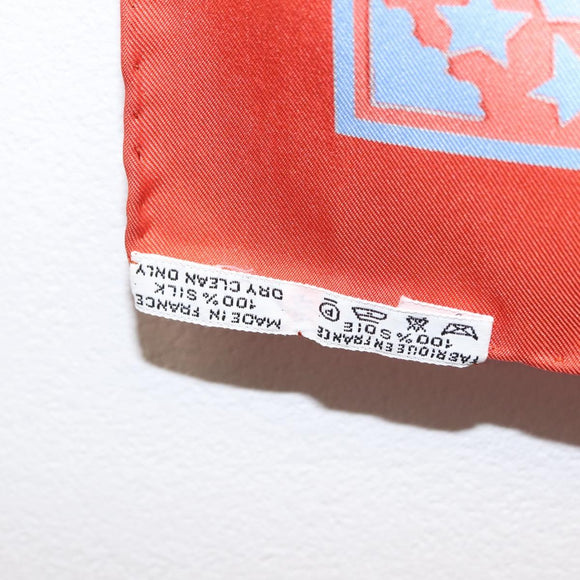 MADE IN FRANCE
100% SILK
DRY CLEAN ONLY
FABRIQUE EN FRANCE
100% SOIE
P